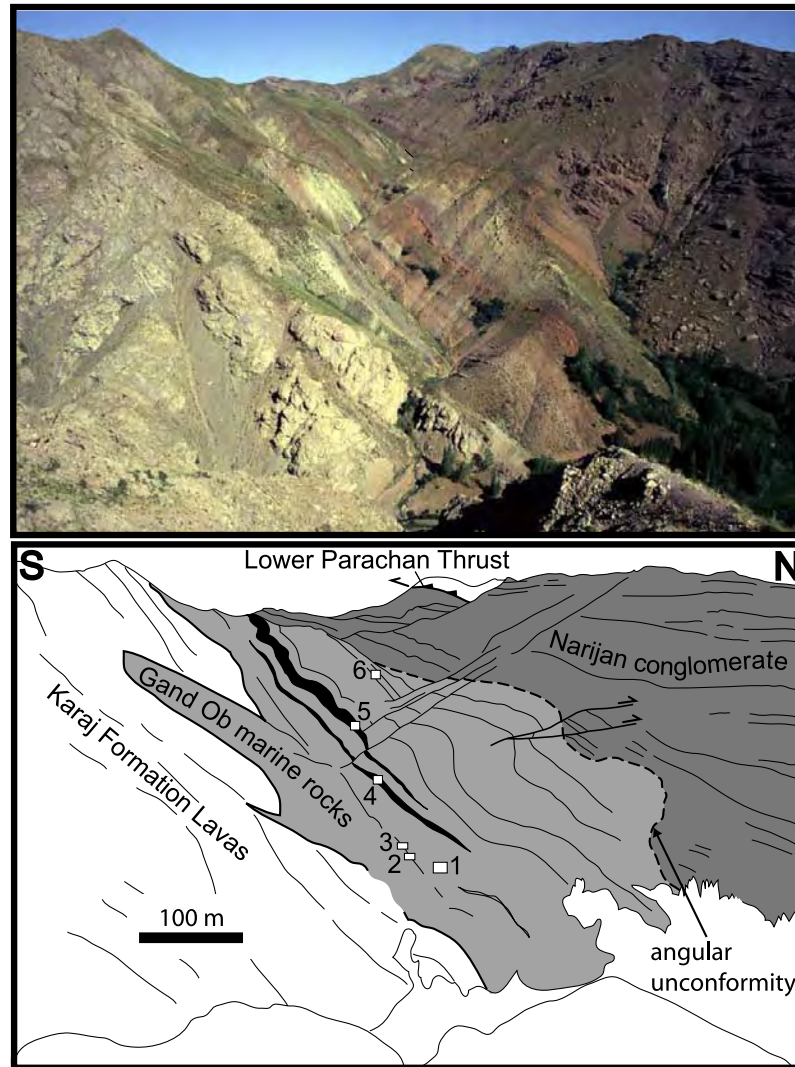 S
Lower Parachan Thrust
N
Narijan conglomerate
6
Gand Ob marine rocks
Karaj Formation Lavas
5
4
3
2
1
100 m
angular
unconformity